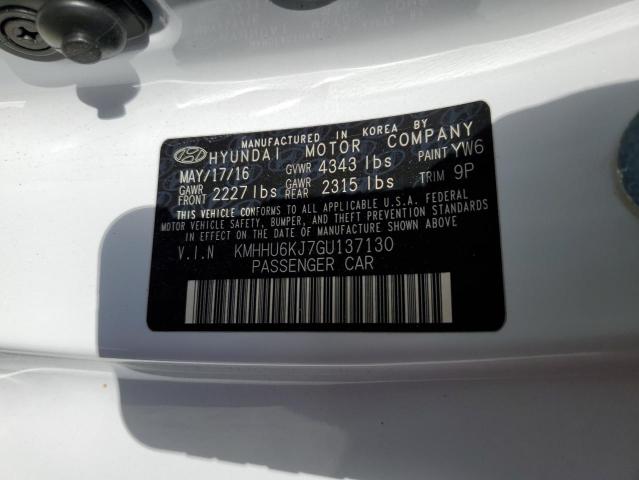 MANUFACTURED IN KOREA BY
HYUNDAI MOTOR COMPANY
MAY/17/16 GVWR 4343 lbs PAINT YW6
GAWR FRONT 2227 lbs GAWR REAR 2315 lbs TRIM 9P
THIS VEHICLE CONFORMS TO ALL APPLICABLE U.S.A. FEDERAL
MOTOR VEHICLE SAFETY, BUMPER, AND THEFT PREVENTION STANDARDS
IN EFFECT ON THE DATE OF MANUFACTURE SHOWN ABOVE
V.I.N KMHHU6KJ7GU137130
PASSENGER CAR